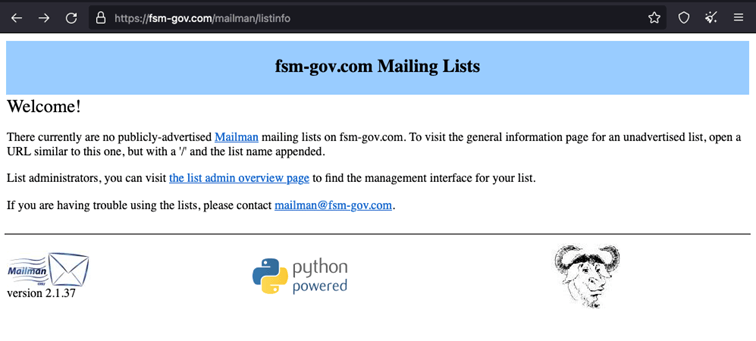 https://fsm-gov.com/mailman/listinfo
fsm-gov.com Mailing Lists
Welcome!
There currently are no publicly-advertised Mailman mailing lists on fsm-gov.com. To visit the general information page for an unadvertised list, open a
URL similar to this one, but with a '/' and the list name appended.
List administrators, you can visit the list admin overview page to find the management interface for your list.
If you are having trouble using the lists, please contact mailman@fsm-gov.com.
Mailman
version 2.1.37
python
powered